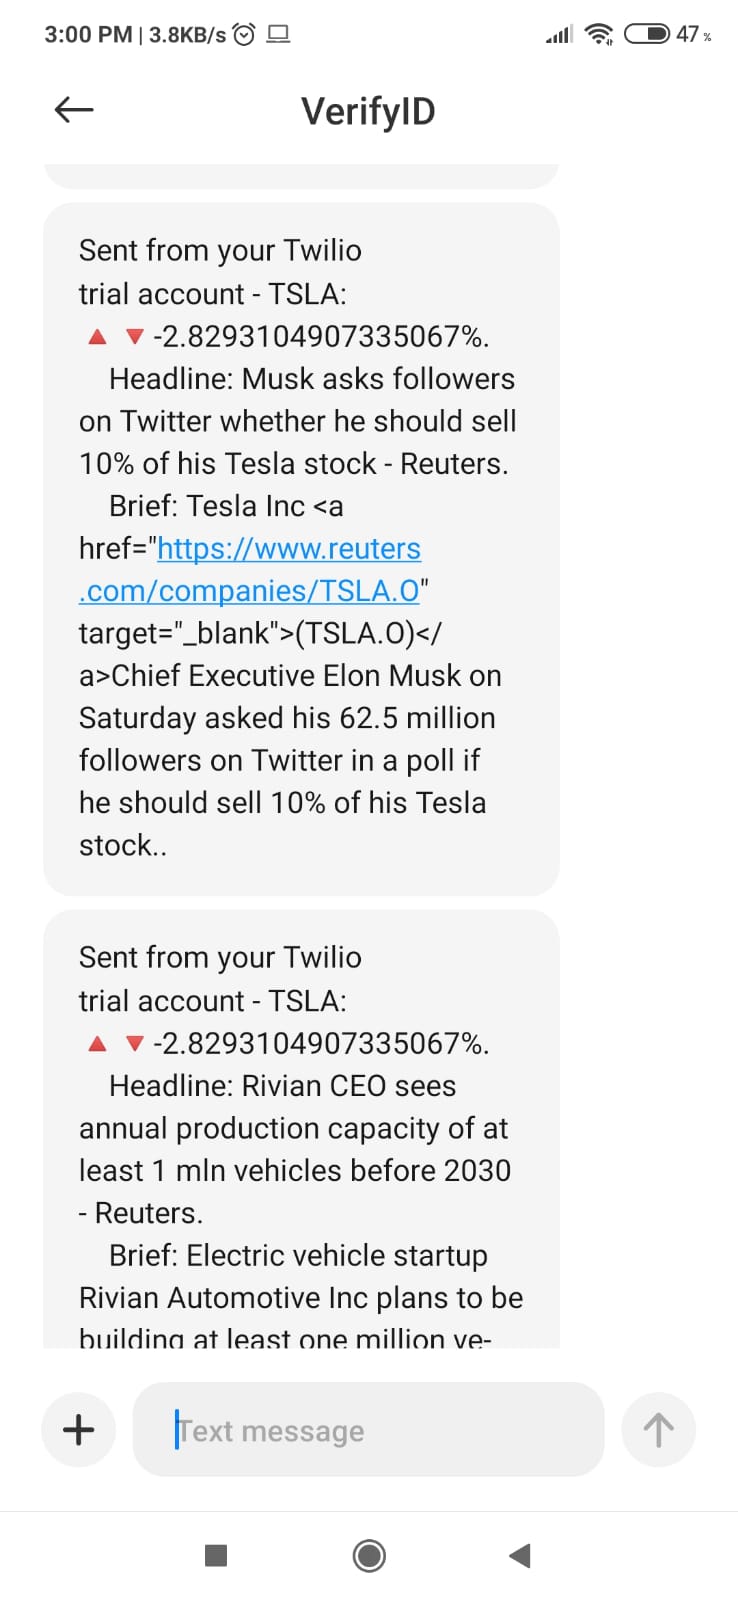 3:00 PM | 3.8KB/s
47 %
VerifyID
Sent from your Twilio
trial account - TSLA:
🔺 🔻-2.8293104907335067%.
Headline: Musk asks followers
on Twitter whether he should sell
10% of his Tesla stock - Reuters.
Brief: Tesla Inc <a
href="https://www.reuters
.com/companies/TSLA.O"
target="_blank">(TSLA.O)</
a>Chief Executive Elon Musk on
Saturday asked his 62.5 million
followers on Twitter in a poll if
he should sell 10% of his Tesla
stock..
Sent from your Twilio
trial account - TSLA:
🔺 🔻-2.8293104907335067%.
Headline: Rivian CEO sees
annual production capacity of at
least 1 mln vehicles before 2030
- Reuters.
Brief: Electric vehicle startup
Rivian Automotive Inc plans to be
building at least one million ve-
Text message